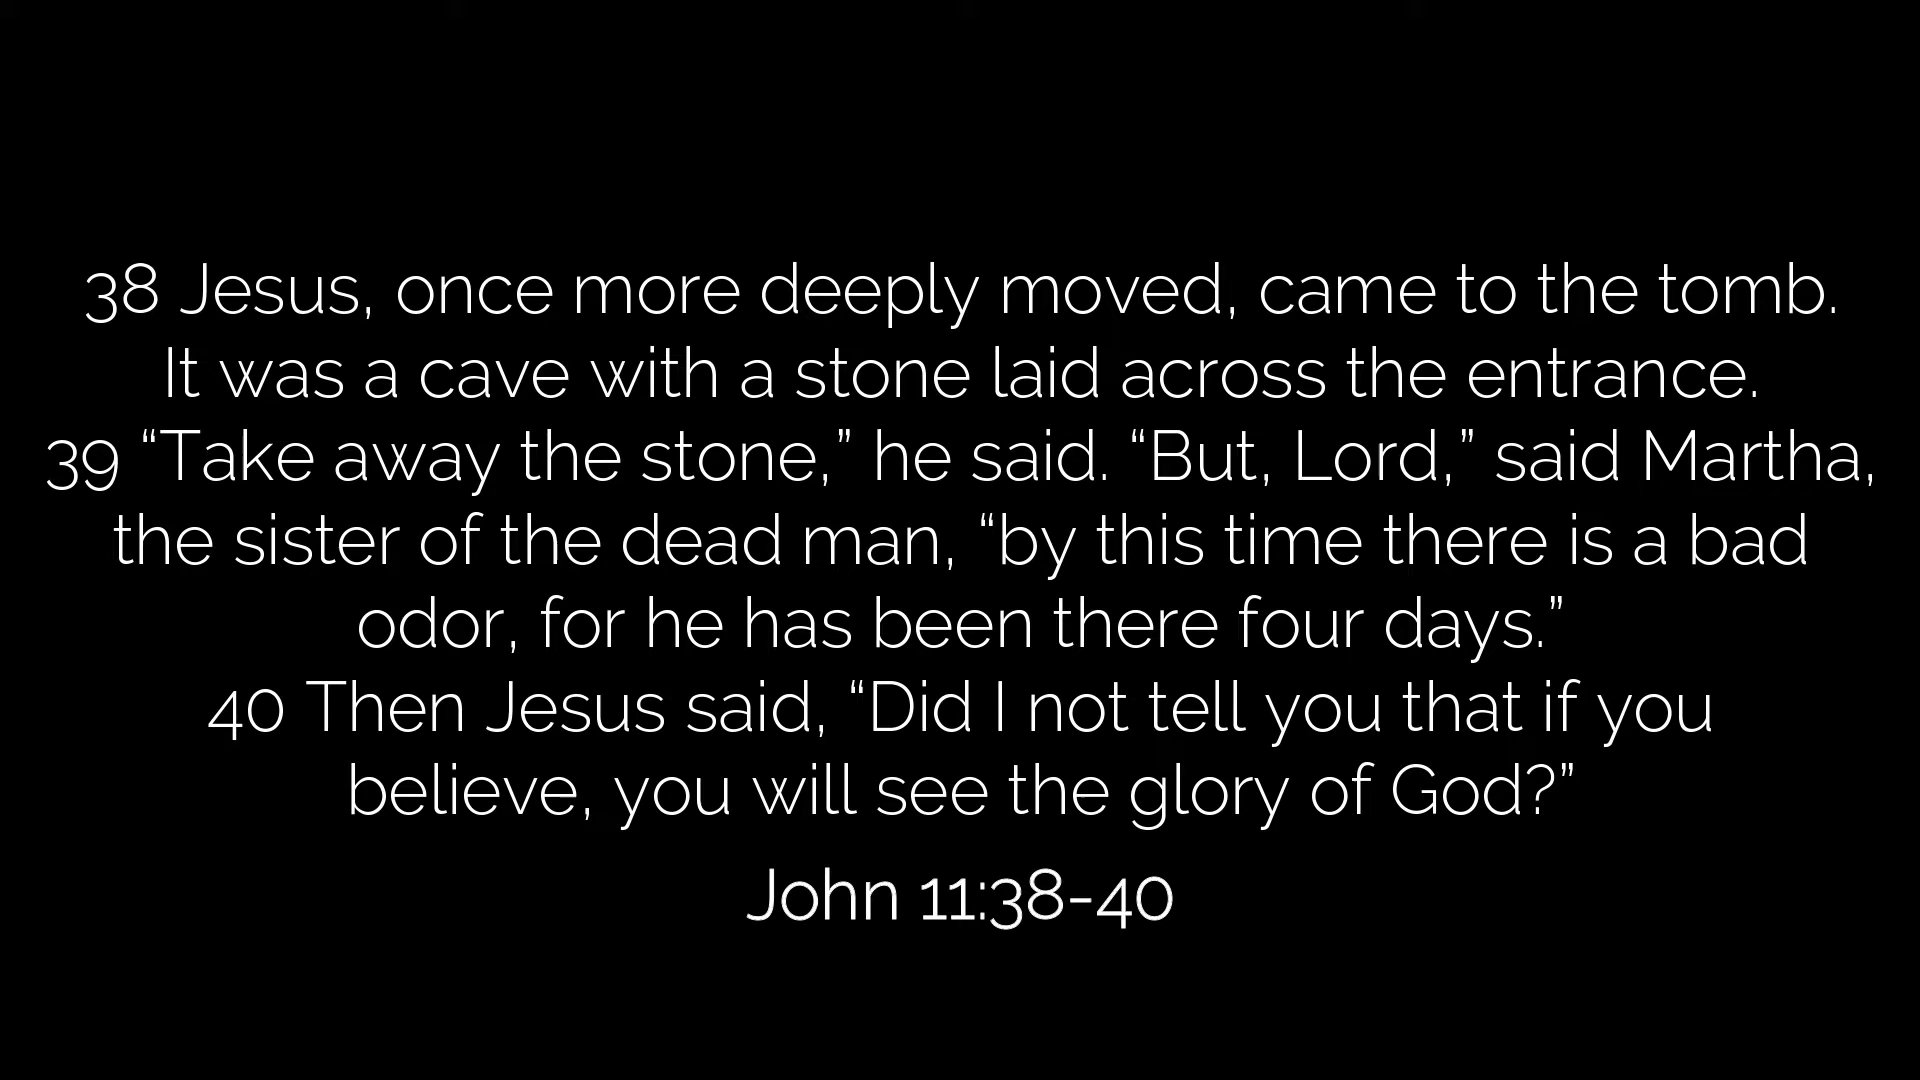 38 Jesus, once more deeply moved, came to the tomb.
It was a cave with a stone laid across the entrance.
39 “Take away the stone,” he said. “But, Lord,” said Martha,
the sister of the dead man, “by this time there is a bad
odor, for he has been there four days.”
40 Then Jesus said, “Did I not tell you that if you
believe, you will see the glory of God?”
John 11:38-40